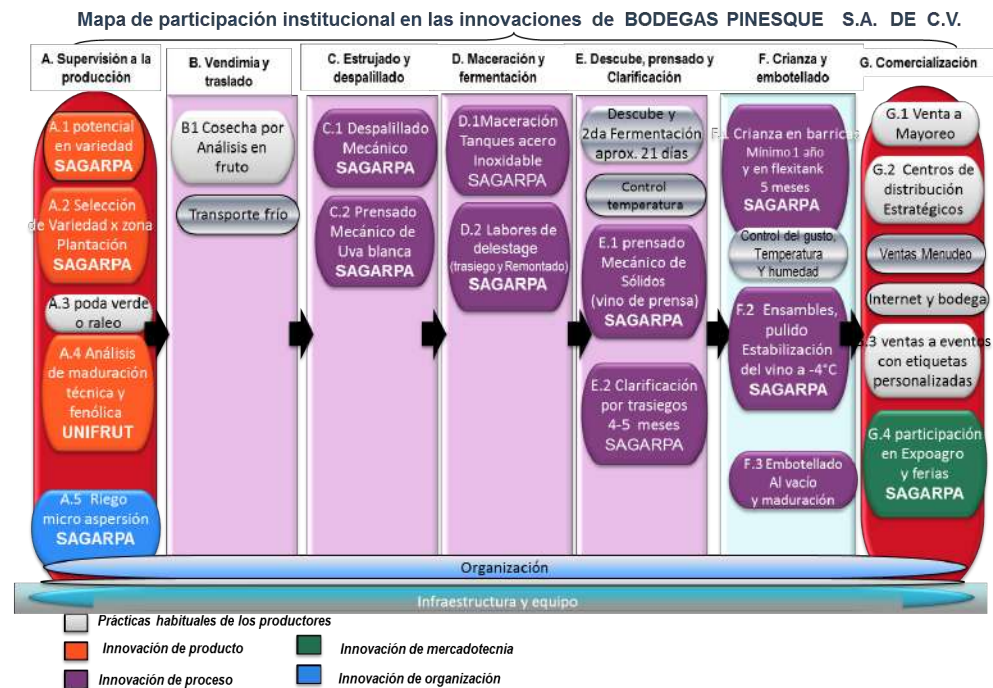 Mapa de participación institucional en las innovaciones de BODEGAS PINESQUE S.A. DE C.V.
A. Supervisión a la
producción
B. Vendimia y
traslado
C. Estrujado y
despalillado
D. Maceración y
fermentación
E. Descube, prensado y
Clarificación
F. Crianza y
embotellado
G. Comercialización
A.1 potencial
en variedad
SAGARPA
A.2 Selección
de Variedad x zona
Plantación
SAGARPA
A.3 poda verde
o raleo
A.4 Análisis
de maduración
técnica y
fenólica
UNIFRUT
A.5 Riego
micro aspersión
SAGARPA
B1 Cosecha por
Análisis en
fruto
Transporte frío
C.1 Despalillado
Mecánico
SAGARPA
C.2 Prensado
Mecánico de
Uva blanca
SAGARPA
D.1Maceración
Tanques acero
Inoxidable
SAGARPA
D.2 Labores de
delestage
(trasiego y Remontado)
SAGARPA
Descube y
2da Fermentación
aprox. 21 días
Control
temperatura
E.1 prensado
Mecánico de
Sólidos
(vino de prensa)
SAGARPA
E.2 Clarificación
por trasiegos
4-5 meses
SAGARPA
F.1 Crianza en barricas
Mínimo 1 año
y en flexitank
5 meses
SAGARPA
Control del gusto,
Temperatura
Y humedad
F.2 Ensambles,
pulido
Estabilización
del vino a -4°C
SAGARPA
F.3 Embotellado
Al vacío
y maduración
G.1 Venta a
Mayoreo
G.2 Centros de
distribución
Estratégicos
Ventas Menudeo
Internet y bodega
G.3 ventas a eventos
con etiquetas
personalizadas
G.4 participación
en Expoagro
y ferias
SAGARPA
Organización
Infraestructura y equipo
Prácticas habituales de los productores
Innovación de producto
Innovación de mercadotecnia
Innovación de proceso
Innovación de organización